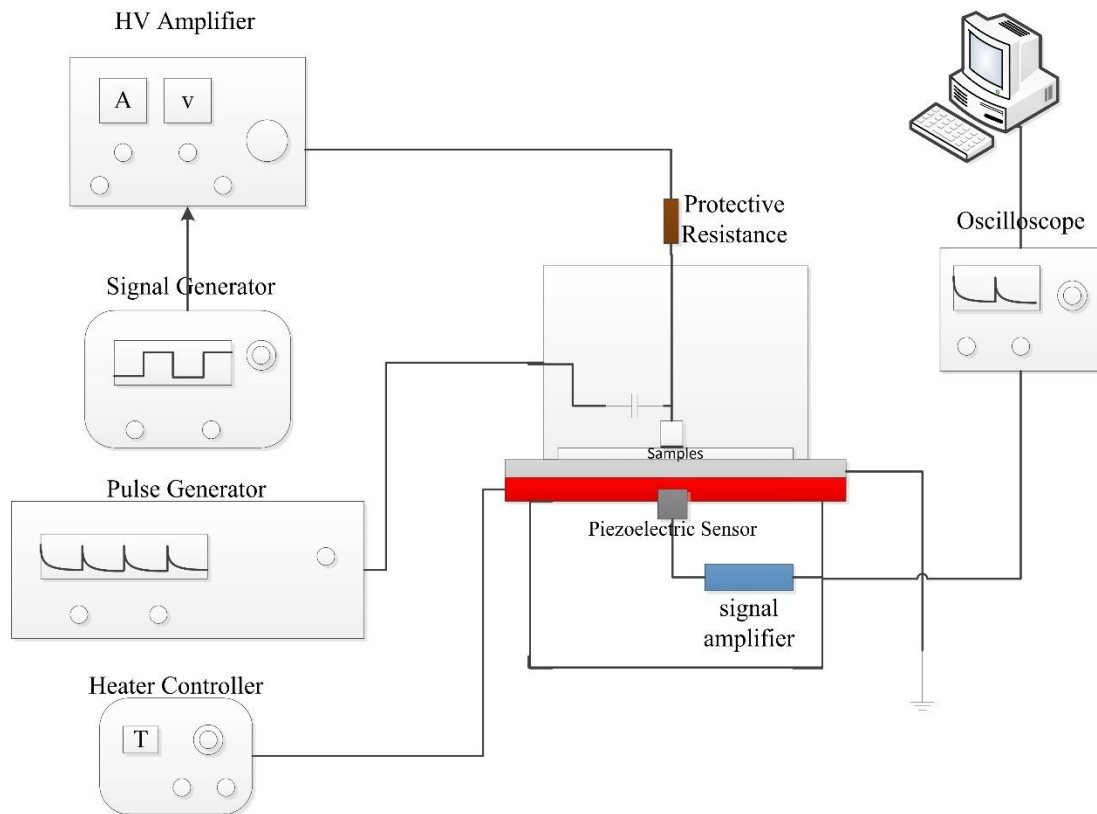 HV Amplifier
A
v
Protective
Resistance
Oscilloscope
Signal Generator
Samples
Pulse Generator
Piezoelectric Sensor
signal
amplifier
Heater Controller
T